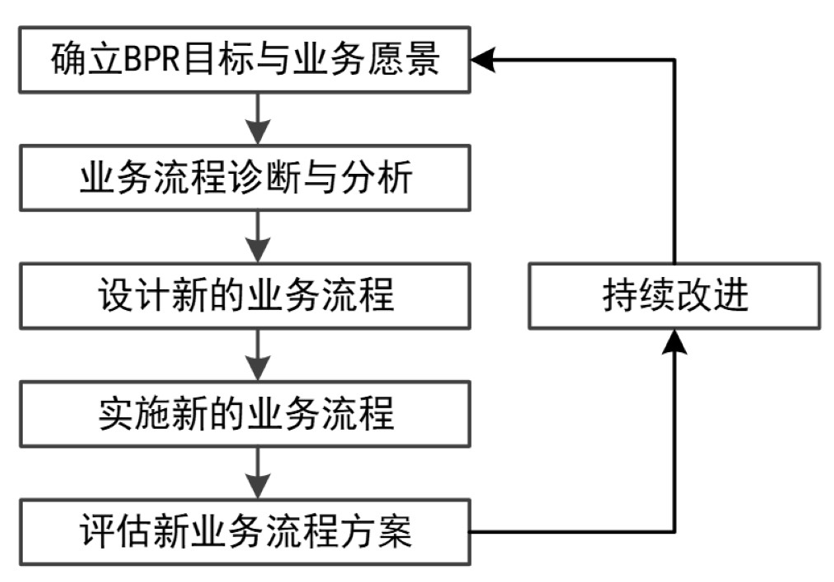 确立BPR目标与业务愿景
业务流程诊断与分析
设计新的业务流程
持续改进
实施新的业务流程
评估新业务流程方案